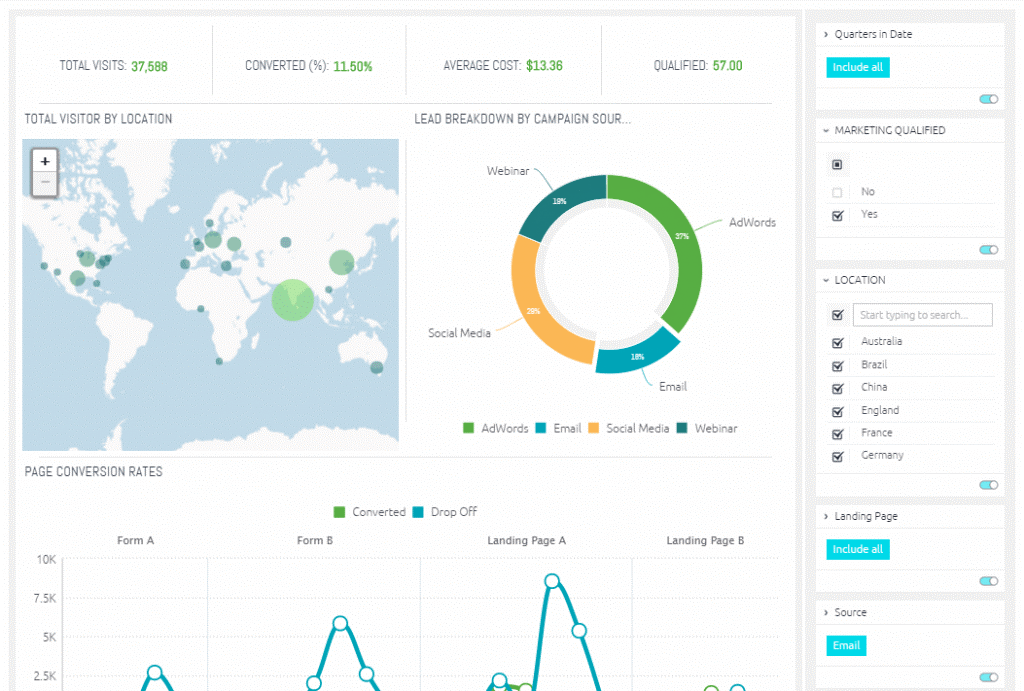 TOTAL VISITS: 37,588
CONVERTED (%): 11.50%
AVERAGE COST: $13.36
QUALIFIED: 57.00
TOTAL VISITOR BY LOCATION
+
−
LEAD BREAKDOWN BY CAMPAIGN SOUR...
Webinar
AdWords
37%
Social Media
18%
Email
AdWords Email Social Media Webinar
PAGE CONVERSION RATES
Converted Drop Off
Form A Form B Landing Page A Landing Page B
10K
7.5K
5K
2.5K
Quarters in Date
Include all
MARKETING QUALIFIED
No
Yes
LOCATION
Start typing to search...
Australia
Brazil
China
England
France
Germany
Landing Page
Include all
Source
Email